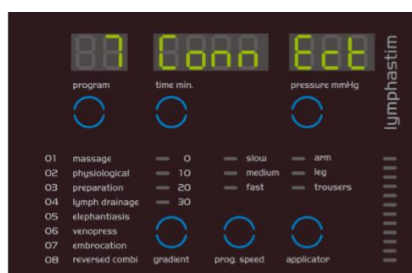 7 Conn Ect
program time min. pressure mmHg
lymphastim
01 massage 0 slow arm
02 physiological 10 medium leg
03 preparation 20 fast trousers
04 lymph drainage 30
05 elephantiasis
06 venopress
07 embrocation
08 reversed combi gradient prog. speed applicator